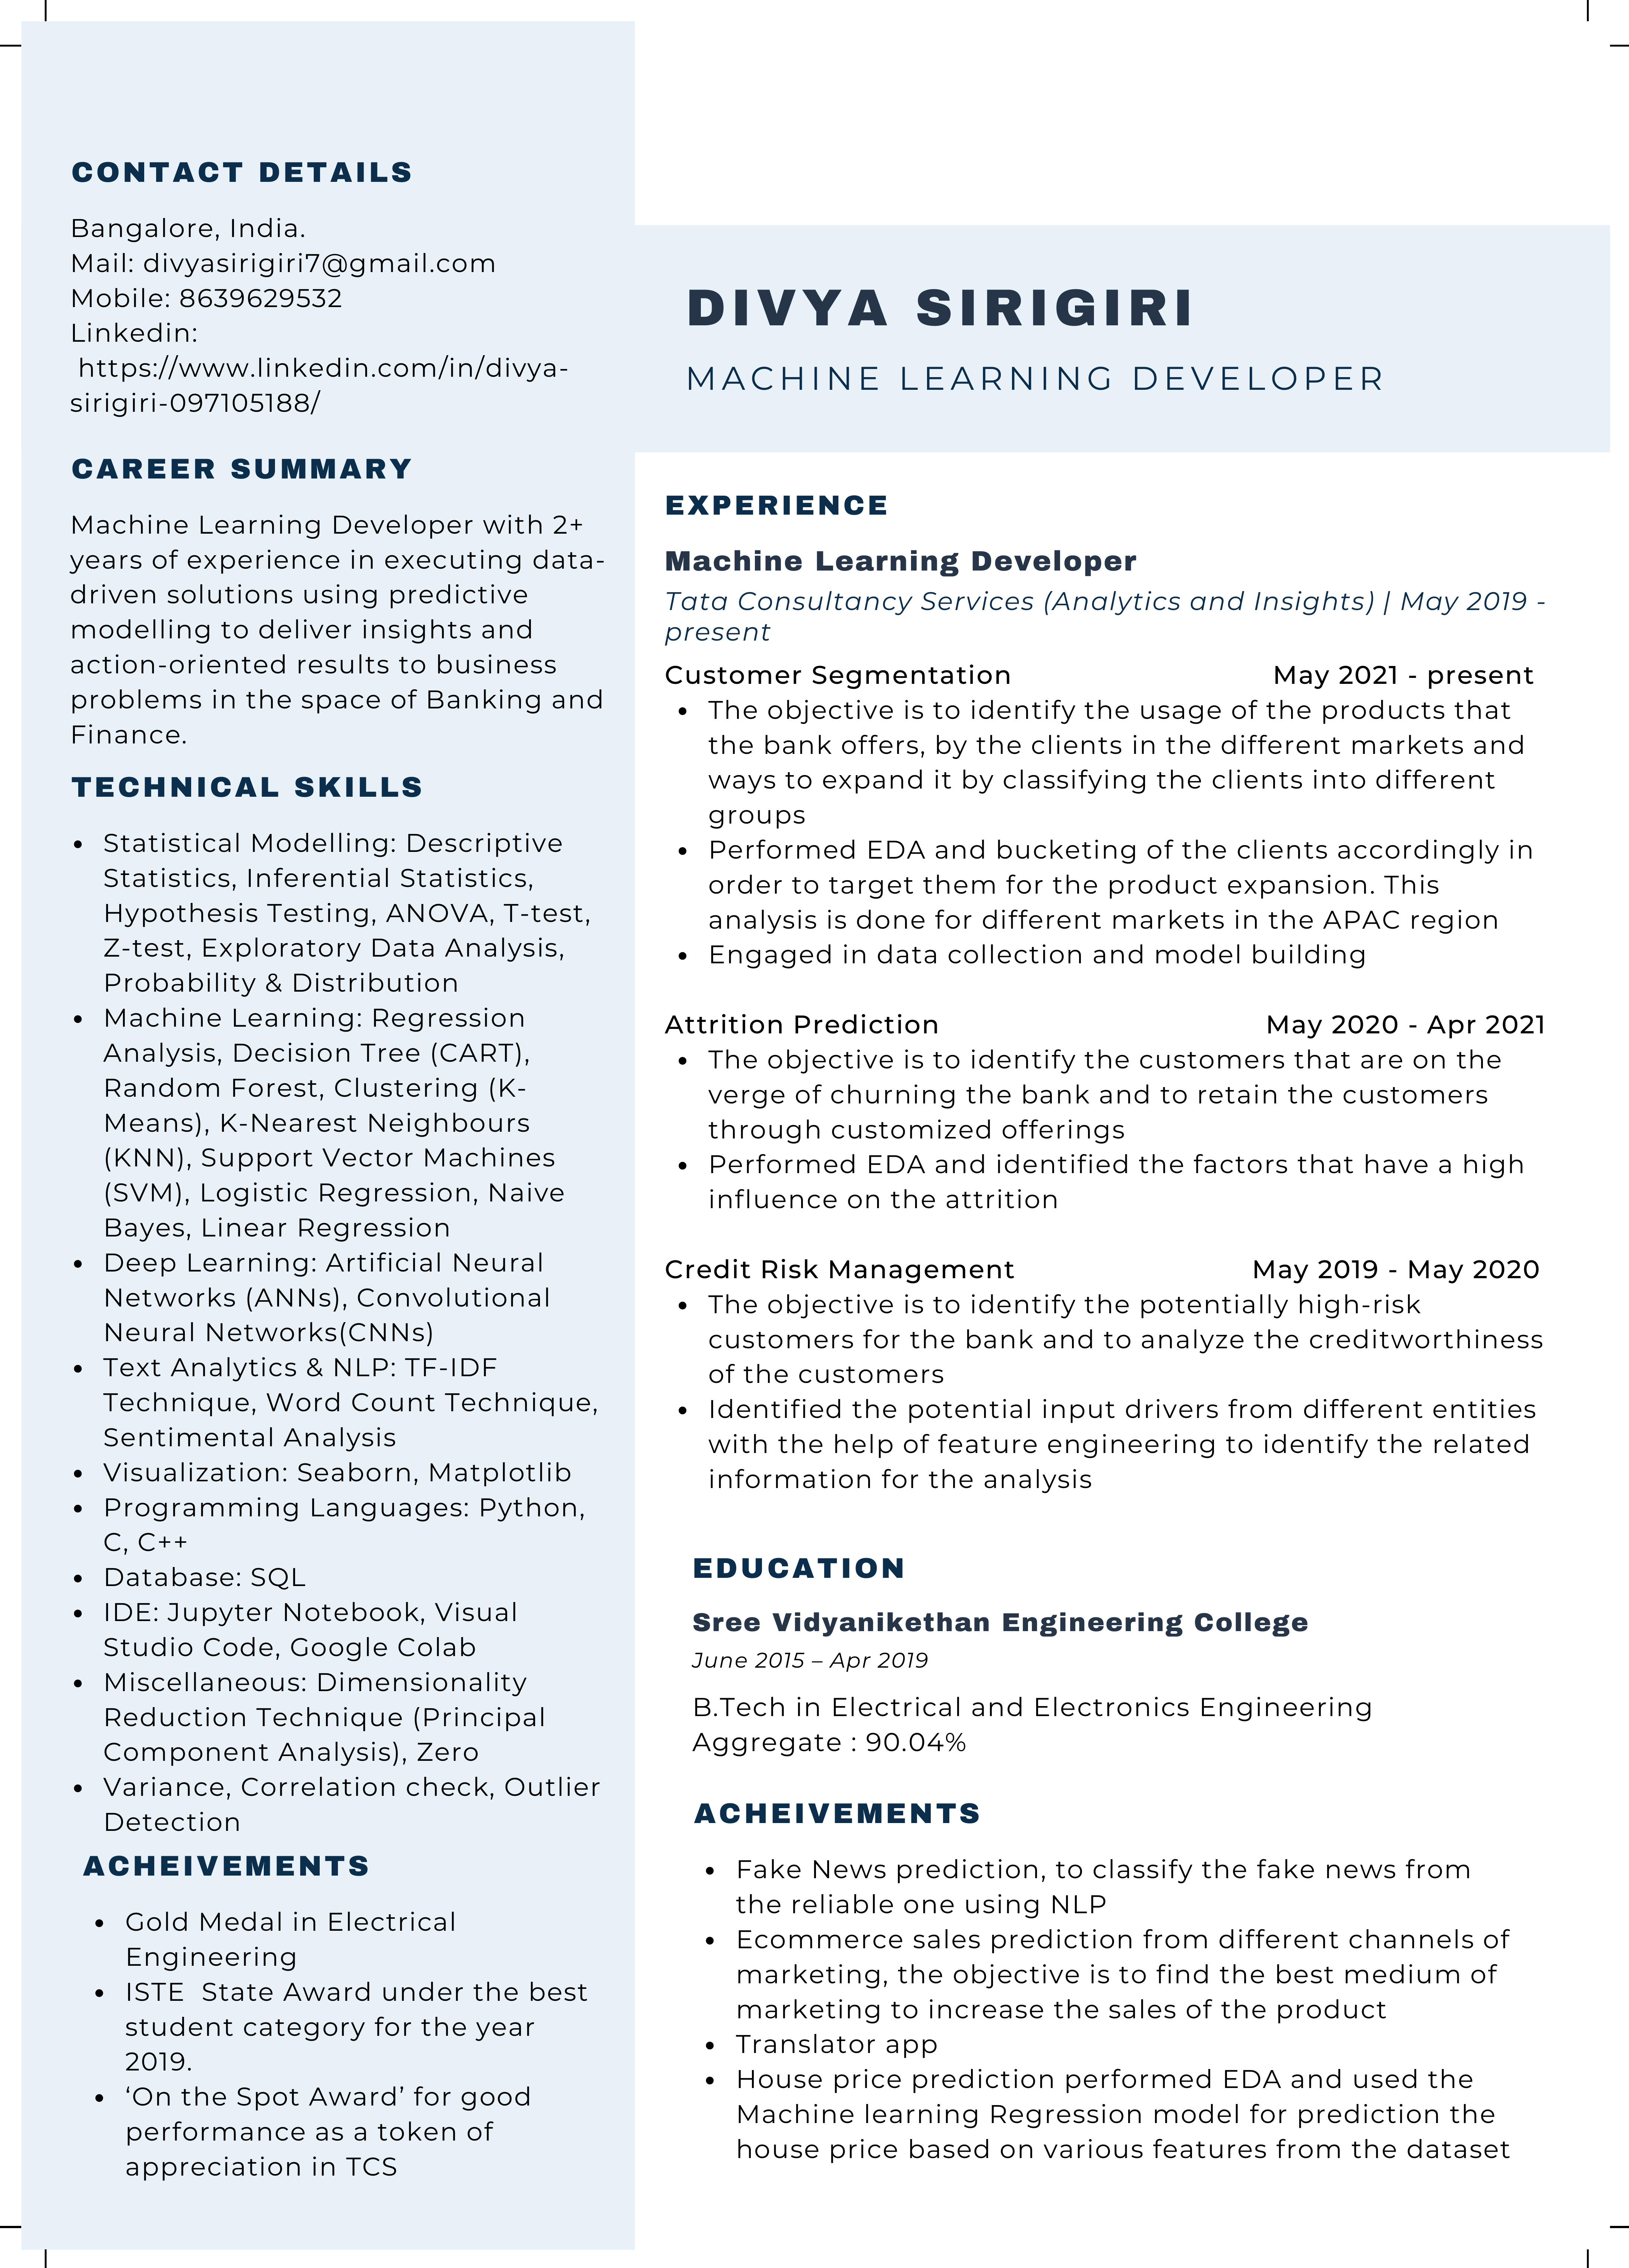 CONTACT DETAILS
Bangalore, India.
Mail: divyasirigiri7@gmail.com
Mobile: 8639629532
Linkedin:
https://www.linkedin.com/in/divya-
sirigiri-097105188/
CAREER SUMMARY
Machine Learning Developer with 2+
years of experience in executing data-
driven solutions using predictive
modelling to deliver insights and
action-oriented results to business
problems in the space of Banking and
Finance.
TECHNICAL SKILLS
• Statistical Modelling: Descriptive
Statistics, Inferential Statistics,
Hypothesis Testing, ANOVA, T-test,
Z-test, Exploratory Data Analysis,
Probability & Distribution
• Machine Learning: Regression
Analysis, Decision Tree (CART),
Random Forest, Clustering (K-
Means), K-Nearest Neighbours
(KNN), Support Vector Machines
(SVM), Logistic Regression, Naive
Bayes, Linear Regression
• Deep Learning: Artificial Neural
Networks (ANNs), Convolutional
Neural Networks(CNNs)
• Text Analytics & NLP: TF-IDF
Technique, Word Count Technique,
Sentimental Analysis
• Visualization: Seaborn, Matplotlib
• Programming Languages: Python,
C, C++
• Database: SQL
• IDE: Jupyter Notebook, Visual
Studio Code, Google Colab
• Miscellaneous: Dimensionality
Reduction Technique (Principal
Component Analysis), Zero
• Variance, Correlation check, Outlier
Detection
ACHEIVEMENTS
• Gold Medal in Electrical
Engineering
• ISTE  State Award under the best
student category for the year
2019.
• ‘On the Spot Award’ for good
performance as a token of
appreciation in TCS
DIVYA SIRIGIRI
MACHINE LEARNING DEVELOPER
EXPERIENCE
Machine Learning Developer
Tata Consultancy Services (Analytics and Insights) | May 2019 -
present
Customer Segmentation May 2021 - present
• The objective is to identify the usage of the products that
the bank offers, by the clients in the different markets and
ways to expand it by classifying the clients into different
groups
• Performed EDA and bucketing of the clients accordingly in
order to target them for the product expansion. This
analysis is done for different markets in the APAC region
• Engaged in data collection and model building
Attrition Prediction May 2020 - Apr 2021
• The objective is to identify the customers that are on the
verge of churning the bank and to retain the customers
through customized offerings
• Performed EDA and identified the factors that have a high
influence on the attrition
Credit Risk Management May 2019 - May 2020
• The objective is to identify the potentially high-risk
customers for the bank and to analyze the creditworthiness
of the customers
• Identified the potential input drivers from different entities
with the help of feature engineering to identify the related
information for the analysis
EDUCATION
Sree Vidyanikethan Engineering College
June 2015 – Apr 2019
B.Tech in Electrical and Electronics Engineering
Aggregate : 90.04%
ACHEIVEMENTS
• Fake News prediction, to classify the fake news from
the reliable one using NLP
• Ecommerce sales prediction from different channels of
marketing, the objective is to find the best medium of
marketing to increase the sales of the product
• Translator app
• House price prediction performed EDA and used the
Machine learning Regression model for prediction the
house price based on various features from the dataset